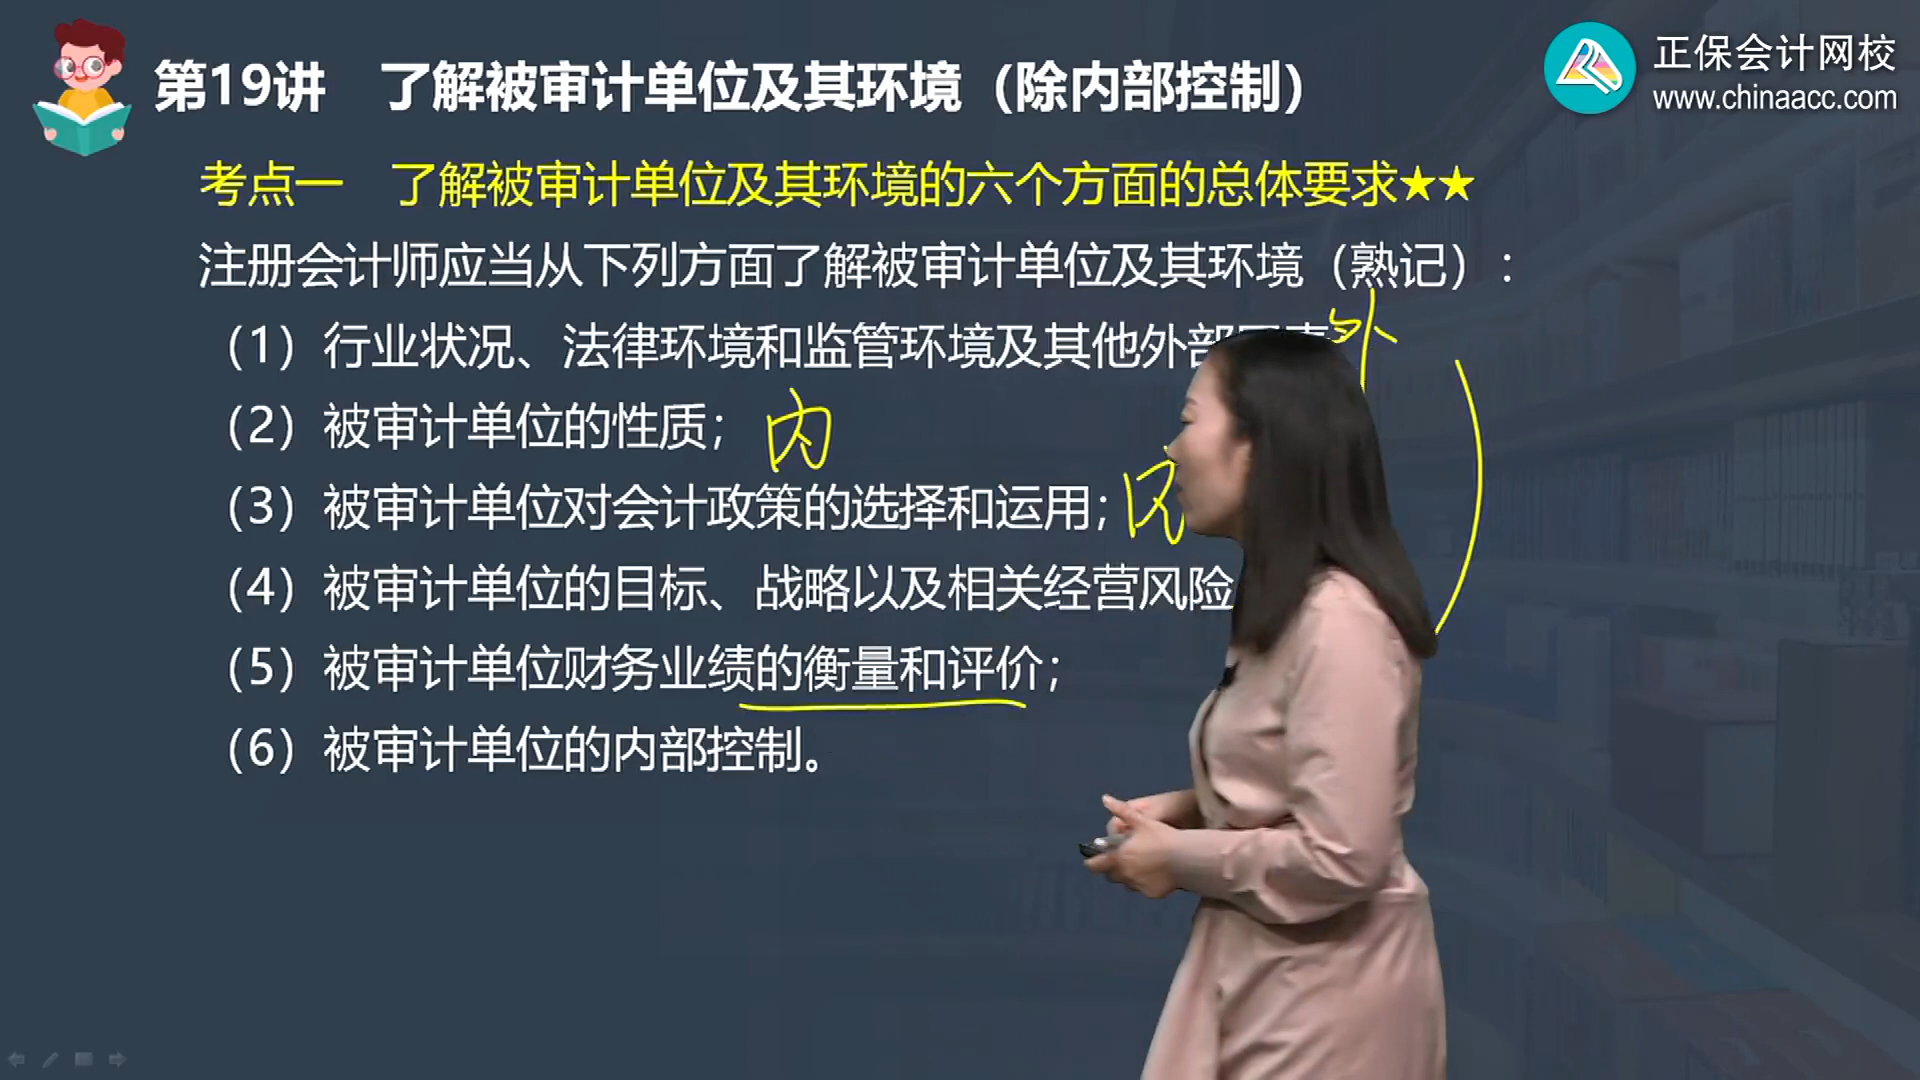 第19讲 了解被审计单位及其环境（除内部控制）
正保会计网校
www.chinaacc.com
考点一 了解被审计单位及其环境的六个方面的总体要求★★
注册会计师应当从下列方面了解被审计单位及其环境（熟记）：
（1）行业状况、法律环境和监管环境及其他外部
外
（2）被审计单位的性质；
内
（3）被审计单位对会计政策的选择和运用；
（4）被审计单位的目标、战略以及相关经营风险
（5）被审计单位财务业绩的衡量和评价；
（6）被审计单位的内部控制。